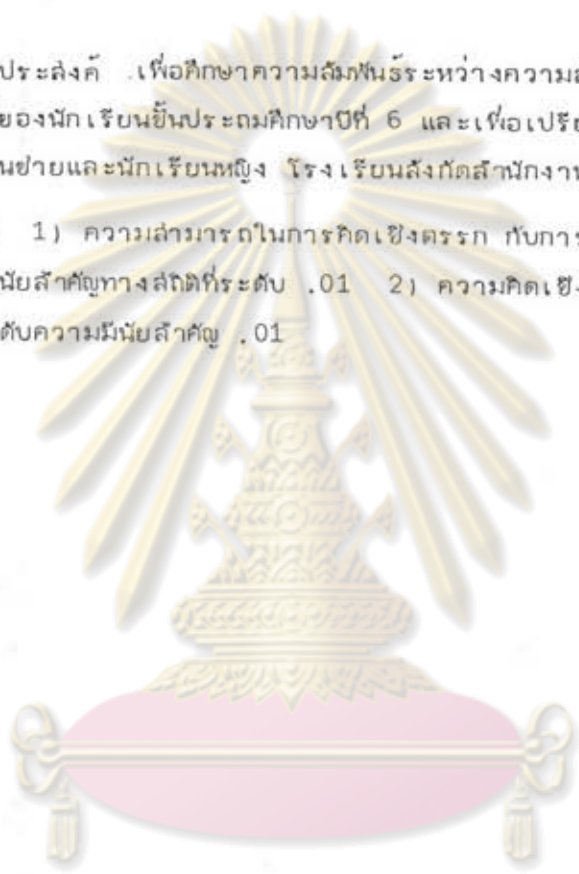 ประสงค์ เพื่อศึกษาความสัมพันธ์ระหว่างความส
ของนักเรียนชั้นประถมศึกษาปีที่ 6 และเพื่อเปรีย
นชายและนักเรียนหญิง โรงเรียนสังกัดสำนักงาน
1) ความสามารถในการคิดเชิงตรรก กับการ
นัยสำคัญทางสถิติที่ระดับ .01 2) ความคิดเชิง
ดับความมีนัยสำคัญ .01